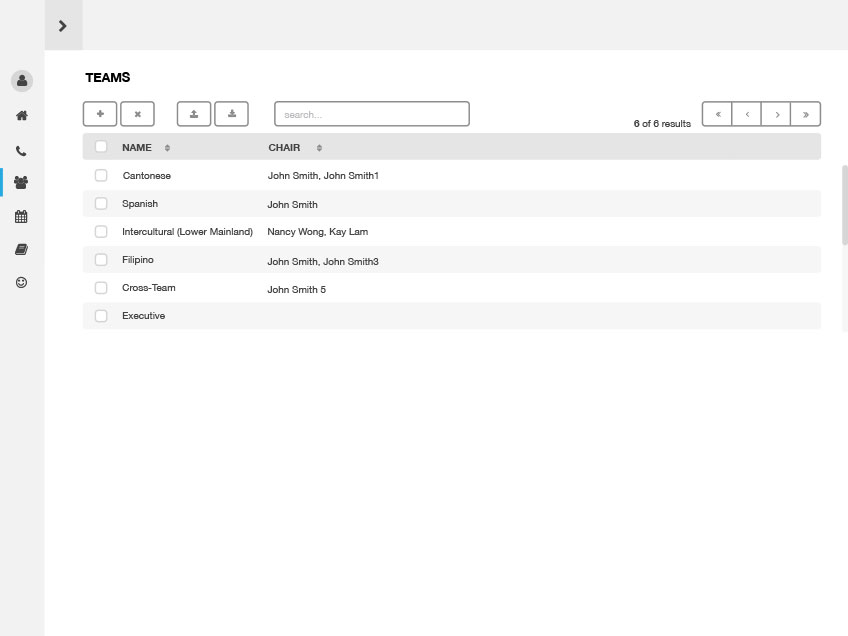 TEAMS
search...
6 of 6 results
« ‹ › »
NAME CHAIR
Cantonese John Smith, John Smith1
Spanish John Smith
Intercultural (Lower Mainland) Nancy Wong, Kay Lam
Filipino John Smith, John Smith3
Cross-Team John Smith 5
Executive